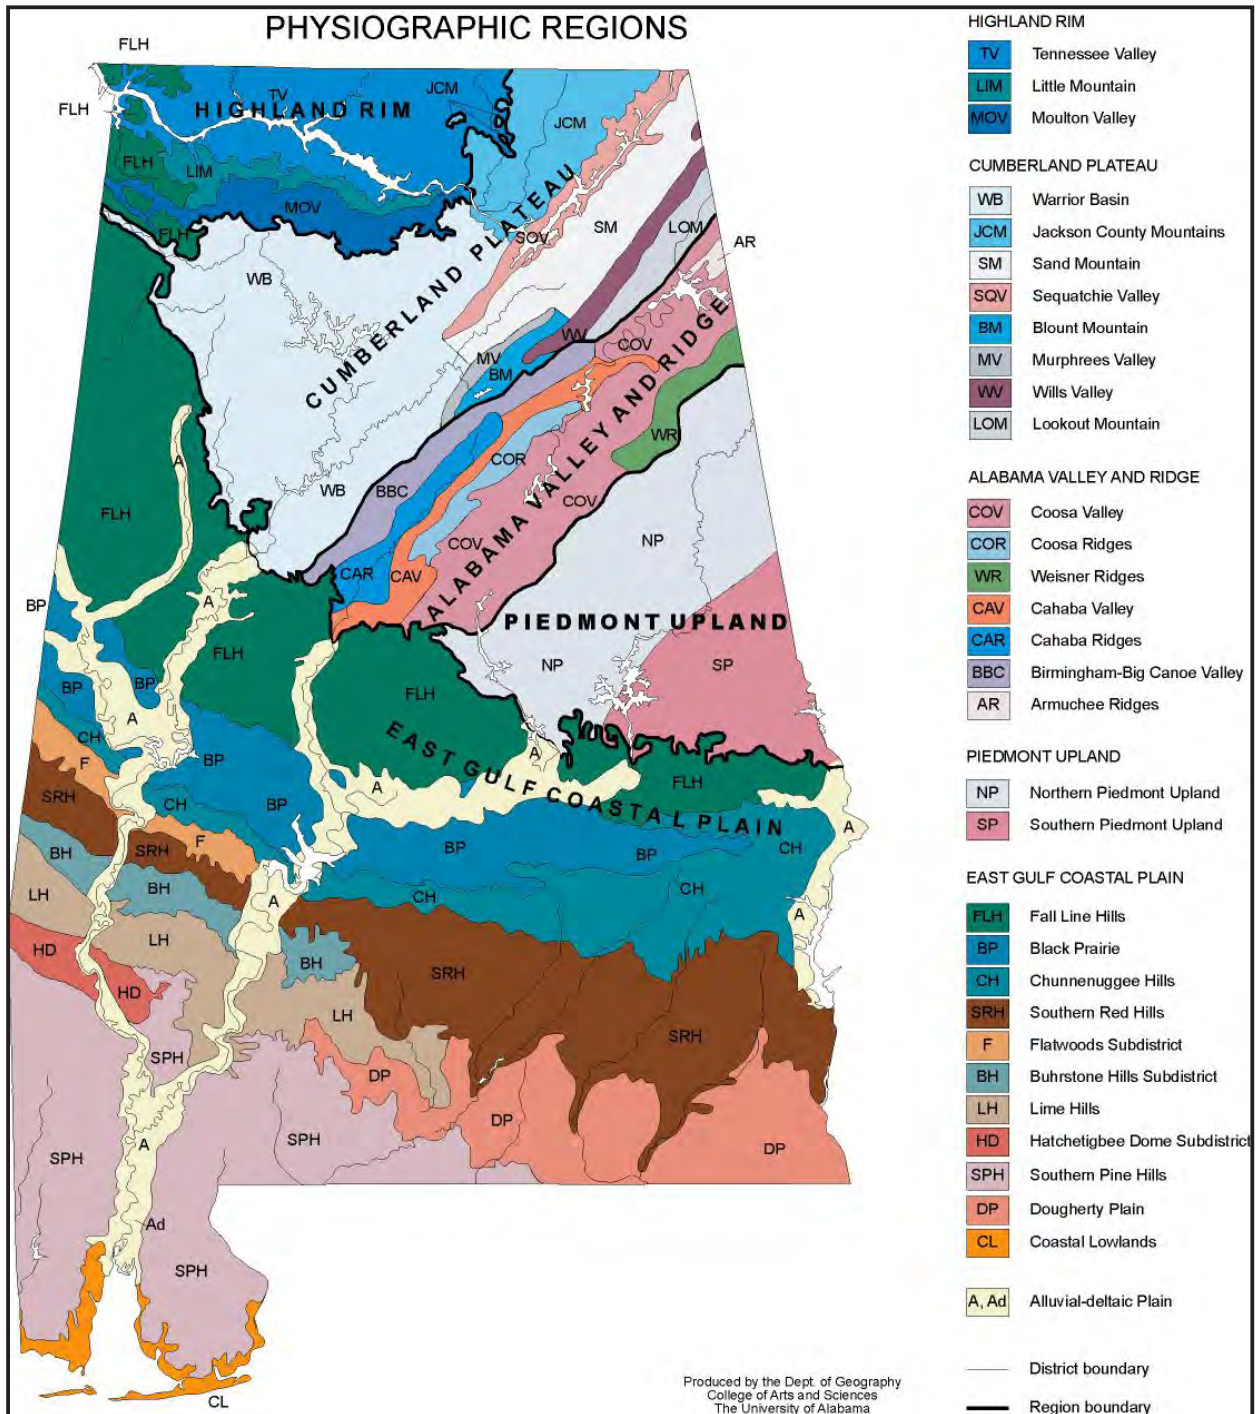 PHYSIOGRAPHIC REGIONS
FLH
FLH
TV
JCM
HIGHLAND RIM
JCM
FLH
LIM
MOV
FLH
SQV
SM
LOM
AR
WB
CUMBERLAND PLATEAU
MV
BM
WV
COV
ALABAMA VALLEY AND RIDGE
WR
COR
A
WB
BBC
COV
FLH
NP
COV
CAR
CAV
BP
A
PIEDMONT UPLAND
FLH
NP
SP
BP
BP
FLH
A
CH
EAST GULF COASTAL PLAIN
A
F
BP
FLH
A
SRH
CH
BP
A
BP
BP
CH
BH
SRH
F
BH
CH
CH
LH
A
A
HD
LH
BH
SRH
HD
LH
SRH
SPH
DP
DP
A
SPH
DP
SPH
Ad
SPH
CL
HIGHLAND RIM
TV Tennessee Valley
LIM Little Mountain
MOV Moulton Valley
CUMBERLAND PLATEAU
WB Warrior Basin
JCM Jackson County Mountains
SM Sand Mountain
SQV Sequatchie Valley
BM Blount Mountain
MV Murphrees Valley
WV Wills Valley
LOM Lookout Mountain
ALABAMA VALLEY AND RIDGE
COV Coosa Valley
COR Coosa Ridges
WR Weisner Ridges
CAV Cahaba Valley
CAR Cahaba Ridges
BBC Birmingham-Big Canoe Valley
AR Armuchee Ridges
PIEDMONT UPLAND
NP Northern Piedmont Upland
SP Southern Piedmont Upland
EAST GULF COASTAL PLAIN
FLH Fall Line Hills
BP Black Prairie
CH Chunnenuggee Hills
SRH Southern Red Hills
F Flatwoods Subdistrict
BH Buhrstone Hills Subdistrict
LH Lime Hills
HD Hatchetigbee Dome Subdistrict
SPH Southern Pine Hills
DP Dougherty Plain
CL Coastal Lowlands
A, Ad Alluvial-deltaic Plain
District boundary
Region boundary
Produced by the Dept. of Geography
College of Arts and Sciences
The University of Alabama